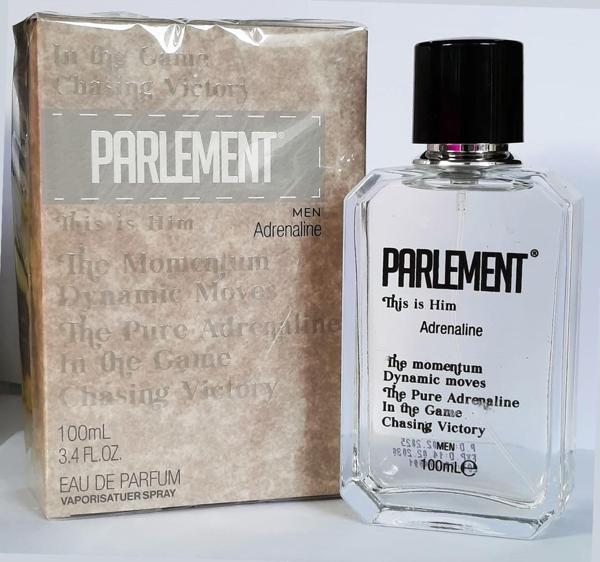 In the Game
Chasing Victory
PARLEMENT®
This is Him
MEN
Adrenaline
The Momentum
Dynamic Moves
The Pure Adrenaline
In the Game
Chasing Victory
100mL
3.4 FL.OZ.
EAU DE PARFUM
VAPORISATUER SPRAY
PARLEMENT®
This is Him
Adrenaline
The momentum
Dynamic moves
The Pure Adrenaline
In the Game
Chasing Victory
MEN
100mL℮